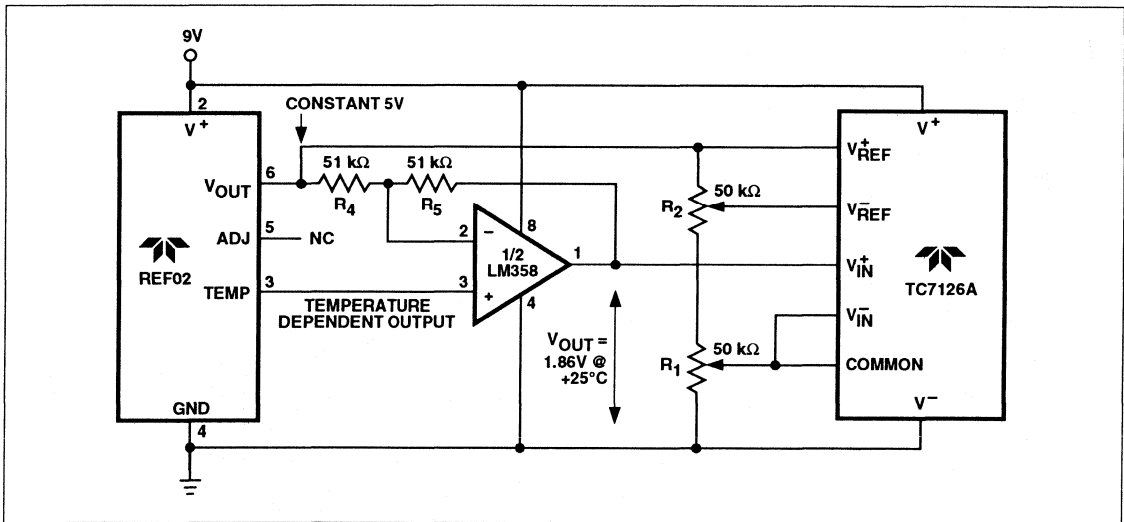 9V
2
V+
CONSTANT 5V
VOUT
6
51 kΩ
R4
51 kΩ
R5
ADJ
5
NC
REF02
TEMP
3
TEMPERATURE
DEPENDENT OUTPUT
GND
4
2
−
8
1/2
LM358
1
3
+
4
VOUT =
1.86V @
+25°C
R2
50 kΩ
R1
50 kΩ
V+
V+REF
V−REF
V+IN
TC7126A
V−IN
COMMON
V−